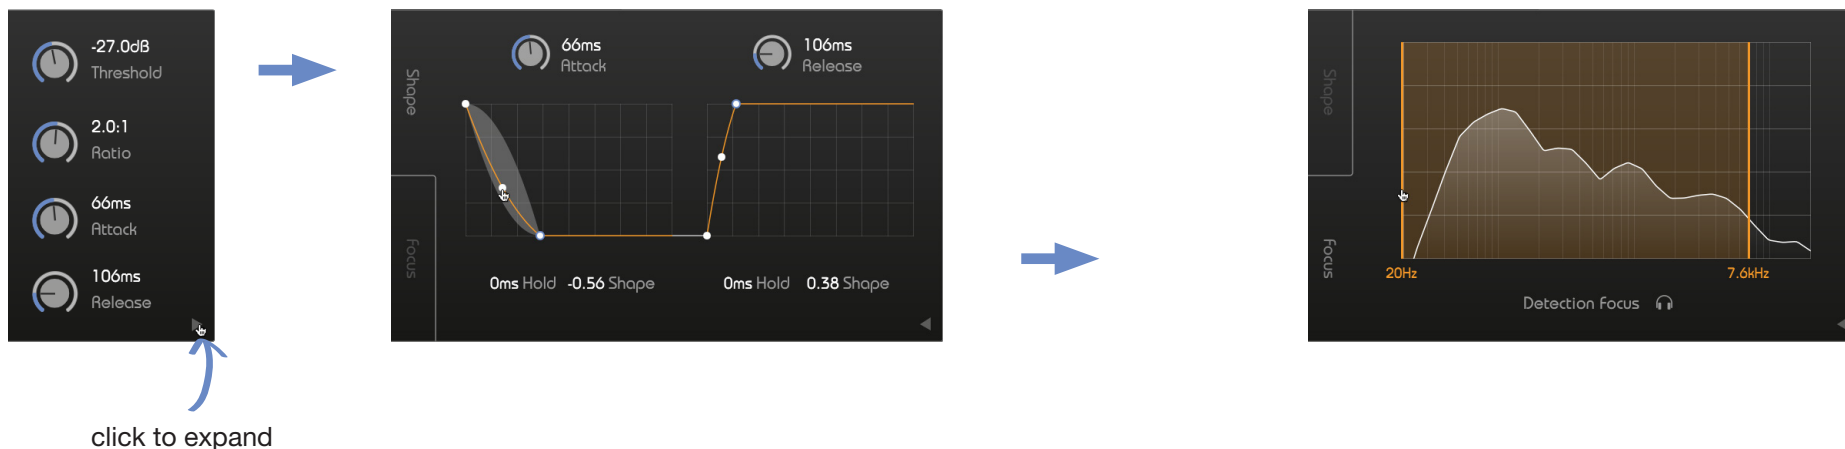 -27.0dB
Threshold
2.0:1
Ratio
66ms
Attack
106ms
Release
click to expand
Shape
Focus
66ms
Attack
106ms
Release
0ms Hold -0.56 Shape
0ms Hold 0.38 Shape
Shape
Focus
20Hz
7.6kHz
Detection Focus